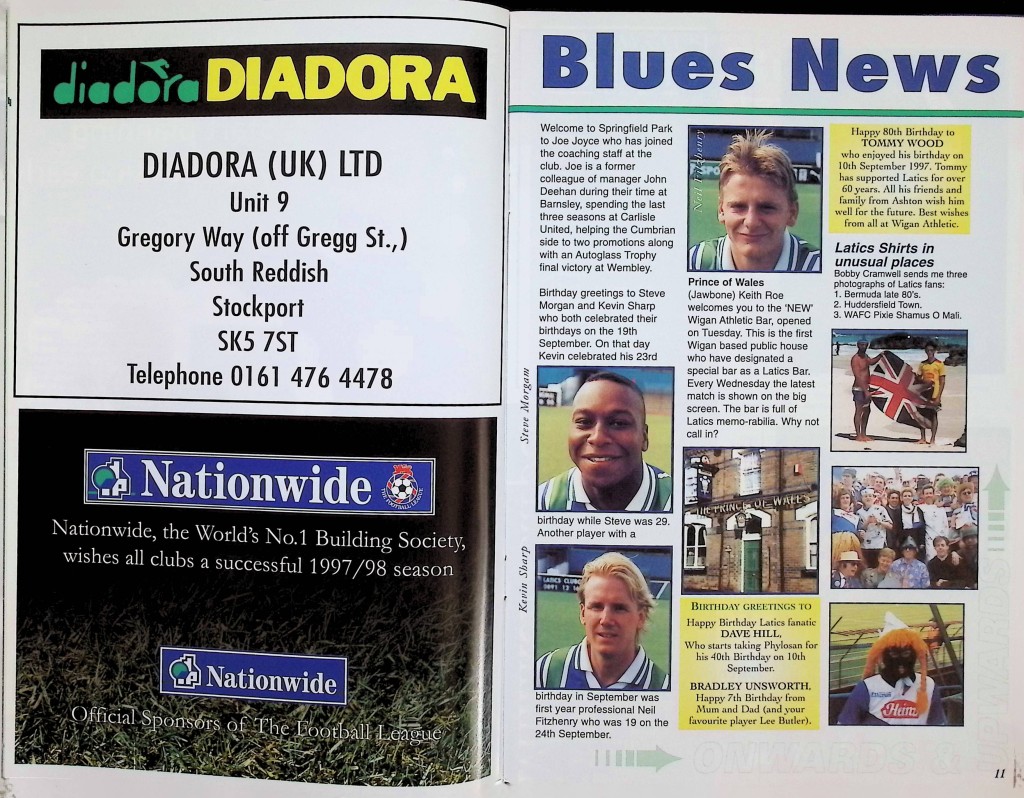 diadora DIADORA
DIADORA (UK) LTD
Unit 9
Gregory Way (off Gregg St.,)
South Reddish
Stockport
SK5 7ST
Telephone 0161 476 4478
Nationwide
THE FOOTBALL LEAGUE
Nationwide, the World's No.1 Building Society,
wishes all clubs a successful 1997/98 season
Nationwide
Official Sponsors of The Football League
Blues News
Welcome to Springfield Park
to Joe Joyce who has joined
the coaching staff at the
club. Joe is a former
colleague of manager John
Deehan during their time at
Barnsley, spending the last
three seasons at Carlisle
United, helping the Cumbrian
side to two promotions along
with an Autoglass Trophy
final victory at Wembley.
Birthday greetings to Steve
Morgan and Kevin Sharp
who both celebrated their
birthdays on the 19th
September. On that day
Kevin celebrated his 23rd
Steve Morgam
birthday while Steve was 29.
Another player with a
Kevin Sharp
LATICS CLUB
0891 12 1
birthday in September was
first year professional Neil
Fitzhenry who was 19 on the
24th September.
Neil Fitzhenry
Prince of Wales
(Jawbone) Keith Roe
welcomes you to the 'NEW'
Wigan Athletic Bar, opened
on Tuesday. This is the first
Wigan based public house
who have designated a
special bar as a Latics Bar.
Every Wednesday the latest
match is shown on the big
screen. The bar is full of
Latics memo-rabilia. Why not
call in?
THE PRINCE OF WALES
BIRTHDAY GREETINGS TO
Happy Birthday Latics fanatic
DAVE HILL,
Who starts taking Phylosan for
his 40th Birthday on 10th
September.
BRADLEY UNSWORTH.
Happy 7th Birthday from
Mum and Dad (and your
favourite player Lee Butler).
Happy 80th Birthday to
TOMMY WOOD
who enjoyed his birthday on
10th September 1997. Tommy
has supported Latics for over
60 years. All his friends and
family from Ashton wish him
well for the future. Best wishes
from all at Wigan Athletic.
Latics Shirts in
unusual places
Bobby Cramwell sends me three
photographs of Latics fans:
1. Bermuda late 80's.
2. Huddersfield Town.
3. WAFC Pixie Shamus O Mali.
Heinz
ONWARDS &
UPWARDS
11